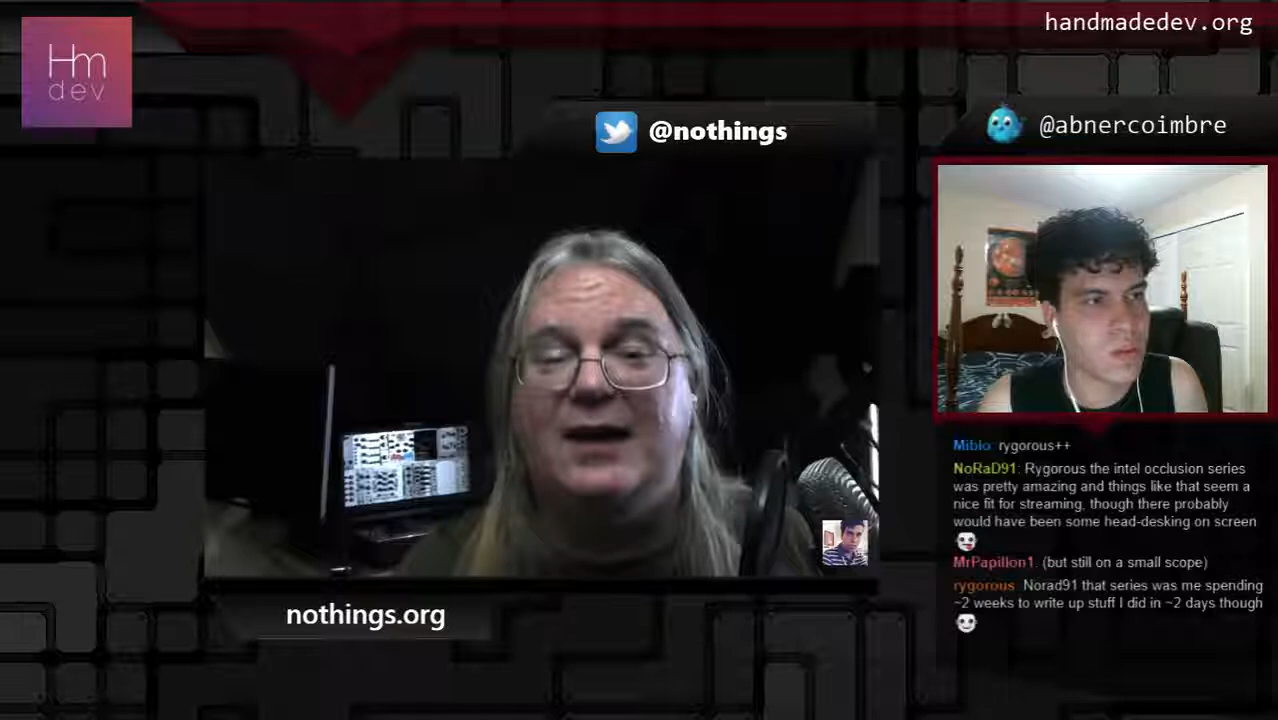 Hm
dev
handmadedev.org
@nothings
@abnercoimbre
Miblo: rygorous++
NoRaD91: Rygorous the intel occlusion series
was pretty amazing and things like that seem a
nice fit for streaming, though there probably
would have been some head-desking on screen
MrPapillon1: (but still on a small scope)
rygorous: Norad91 that series was me spending
~2 weeks to write up stuff I did in ~2 days though
nothings.org